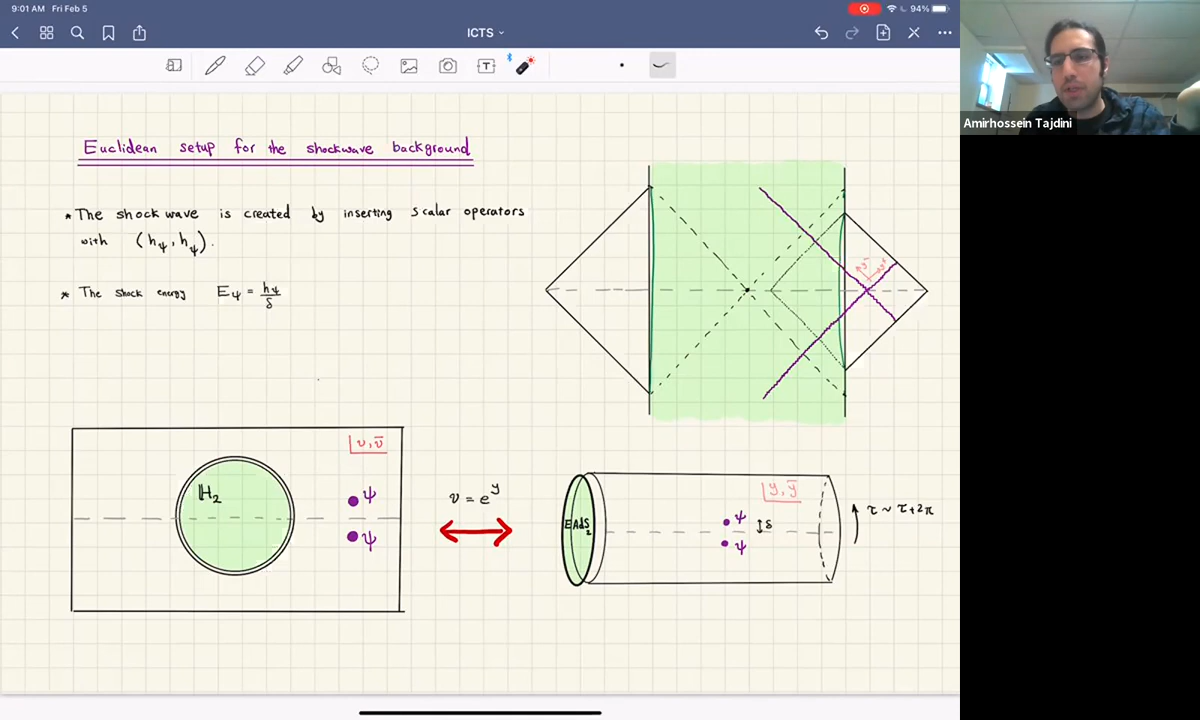 9:01 AM Fri Feb 5
94%
ICTS
Amirhossein Tajdini
Euclidean setup for the shockwave background
* The shock wave is created by inserting scalar operators
with (hψ, hψ).
* The shock energy Eψ = hψ/δ
H₂
v, v̄
ψ
ψ
v = e^y
EAdS₂
y, ȳ
ψ
ψ
δ
τ ~ τ+2π